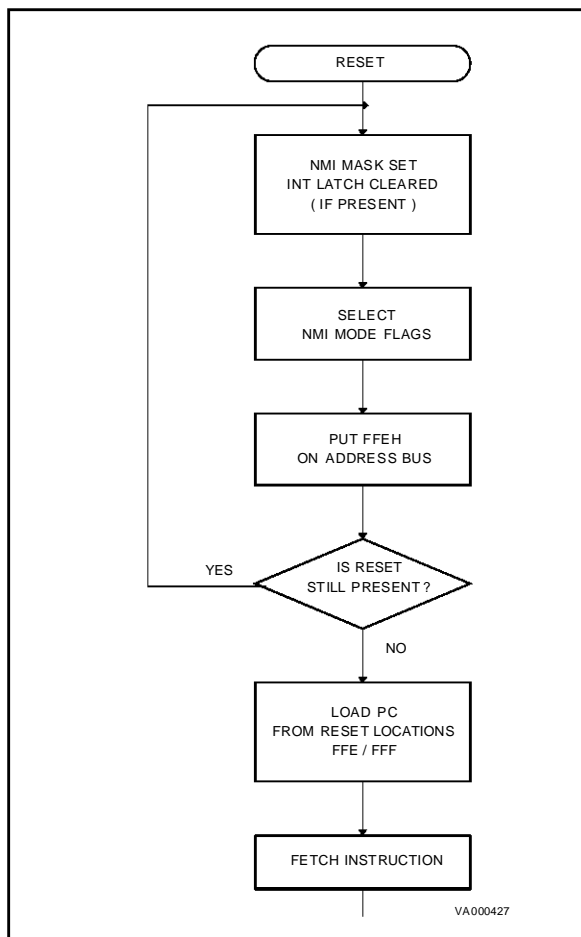 RESET
NMI MASK SET
INT LATCH CLEARED
( IF PRESENT )
SELECT
NMI MODE FLAGS
PUT FFEH
ON ADDRESS BUS
IS RESET
STILL PRESENT ?
YES
NO
LOAD PC
FROM RESET LOCATIONS
FFE / FFF
FETCH INSTRUCTION
VA000427